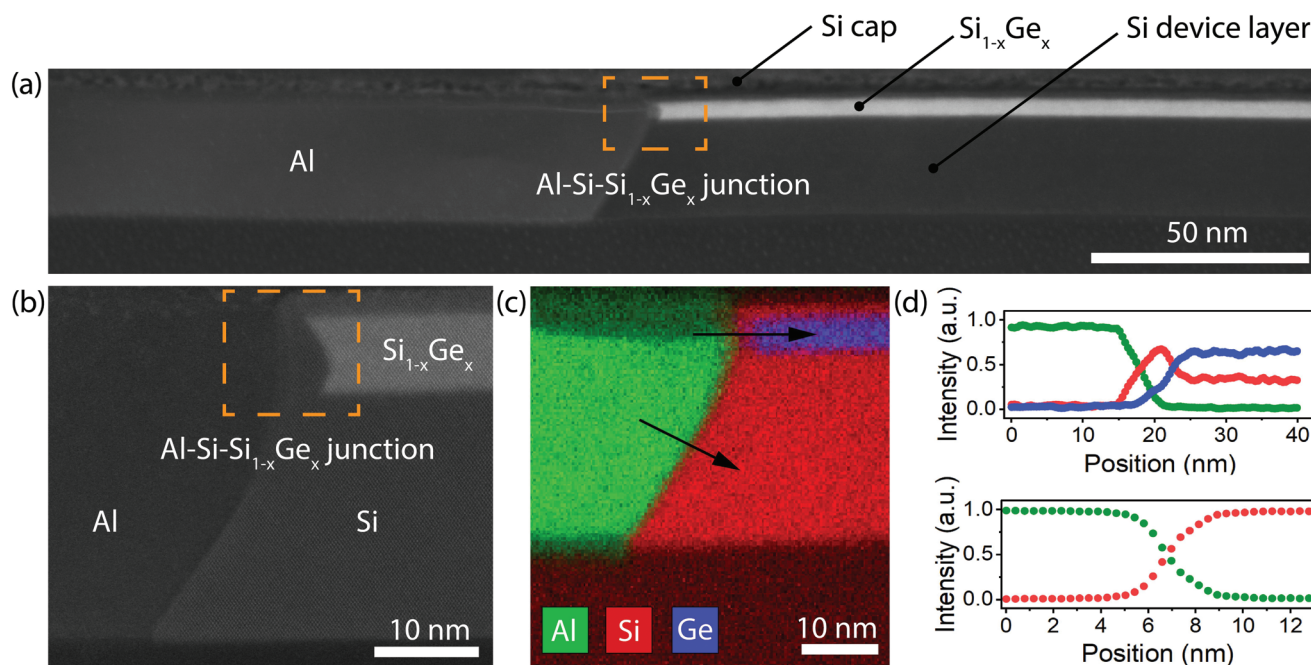 Si cap
Si1-xGex
Si device layer
(a)
Al
Al-Si-Si1-xGex junction
50 nm
(b)
Si1-xGex
Al-Si-Si1-xGex junction
Al
Si
10 nm
(c)
Al
Si
Ge
10 nm
(d)
Intensity (a.u.)
1.0
0.5
0.0
0
10
20
30
40
Position (nm)
Intensity (a.u.)
1.0
0.5
0.0
0
2
4
6
8
10
12
Position (nm)